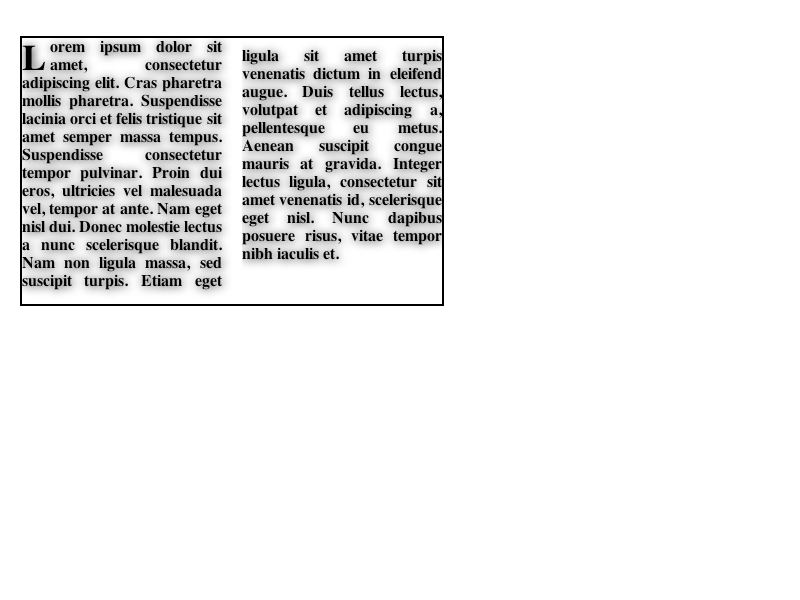 Lorem ipsum dolor sit
amet, consectetur
adipiscing elit. Cras pharetra
mollis pharetra. Suspendisse
lacinia orci et felis tristique sit
amet semper massa tempus.
Suspendisse consectetur
tempor pulvinar. Proin dui
eros, ultricies vel malesuada
vel, tempor at ante. Nam eget
nisl dui. Donec molestie lectus
a nunc scelerisque blandit.
Nam non ligula massa, sed
suscipit turpis. Etiam eget
ligula sit amet turpis
venenatis dictum in eleifend
augue. Duis tellus lectus,
volutpat et adipiscing a,
pellentesque eu metus.
Aenean suscipit congue
mauris at gravida. Integer
lectus ligula, consectetur sit
amet venenatis id, scelerisque
eget nisl. Nunc dapibus
posuere risus, vitae tempor
nibh iaculis et.